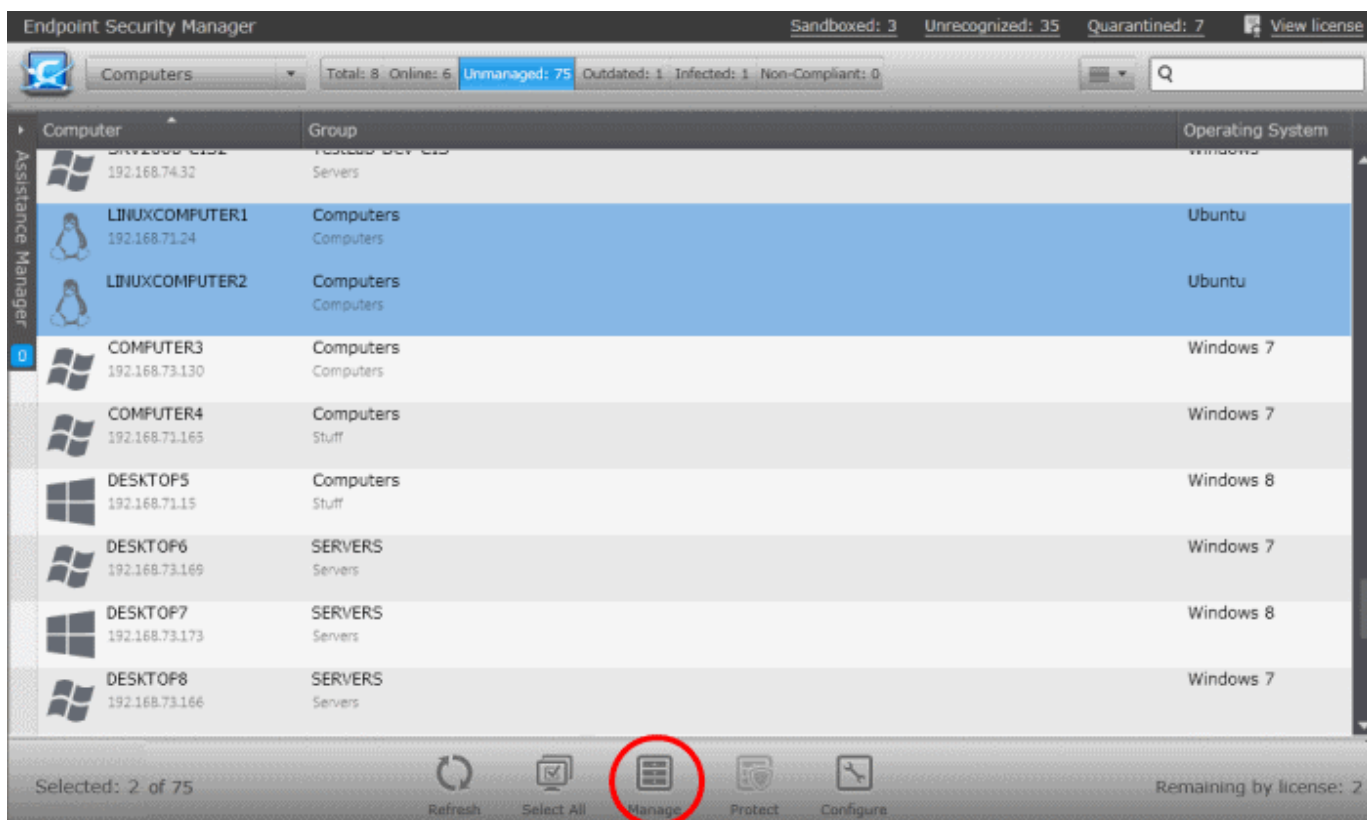 Endpoint Security Manager Sandboxed: 3 Unrecognized: 35 Quarantined: 7 View license
Computers Total: 8 Online: 6 Unmanaged: 75 Outdated: 1 Infected: 1 Non-Compliant: 0
Computer Group Operating System
Assistance Manager
0
192.168.74.32 Servers
LINUXCOMPUTER1 Computers Ubuntu
192.168.71.24 Computers
LINUXCOMPUTER2 Computers Ubuntu
Computers
COMPUTER3 Computers Windows 7
192.168.73.130 Computers
COMPUTER4 Computers Windows 7
192.168.71.165 Stuff
DESKTOP5 Computers Windows 8
192.168.71.15 Stuff
DESKTOP6 SERVERS Windows 7
192.168.73.169 Servers
DESKTOP7 SERVERS Windows 8
192.168.73.173 Servers
DESKTOP8 SERVERS Windows 7
192.168.73.166 Servers
Selected: 2 of 75 Remaining by license: 2
Refresh Select All Manage Protect Configure